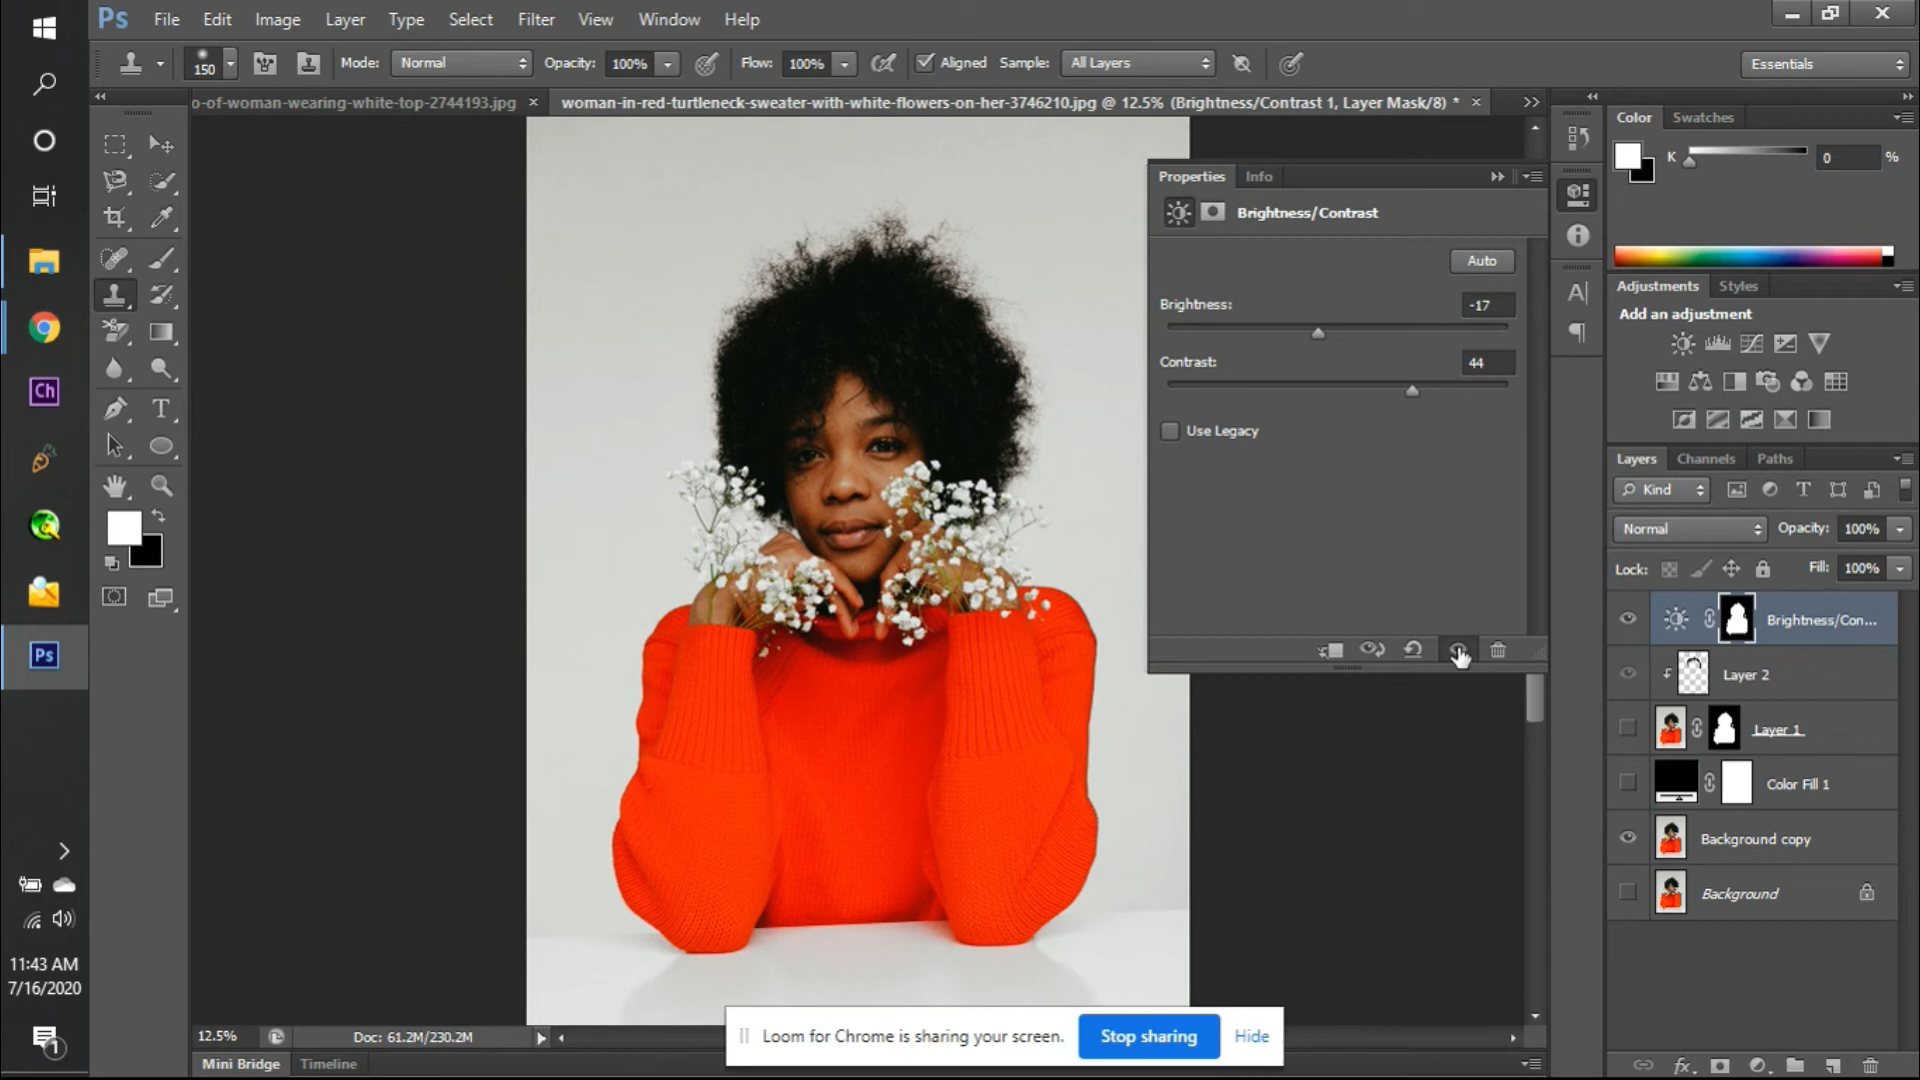 Ps File Edit Image Layer Type Select Filter View Window Help
150 Mode: Normal Opacity: 100% Flow: 100% Aligned Sample: All Layers Essentials
o-of-woman-wearing-white-top-2744193.jpg × woman-in-red-turtleneck-sweater-with-white-flowers-on-her-3746210.jpg @ 12.5% (Brightness/Contrast 1, Layer Mask/8) * ×
Color Swatches
K 0 %
Properties Info
Brightness/Contrast
Auto
Brightness: -17
Contrast: 44
Use Legacy
Adjustments Styles
Add an adjustment
Layers Channels Paths
Kind
Normal Opacity: 100%
Lock: Fill: 100%
Brightness/Con...
Layer 2
Layer 1
Color Fill 1
Background copy
Background
Ch
Ps
11:43 AM
7/16/2020
1
12.5% Doc: 61.2M/230.2M
Loom for Chrome is sharing your screen. Stop sharing Hide
Mini Bridge Timeline